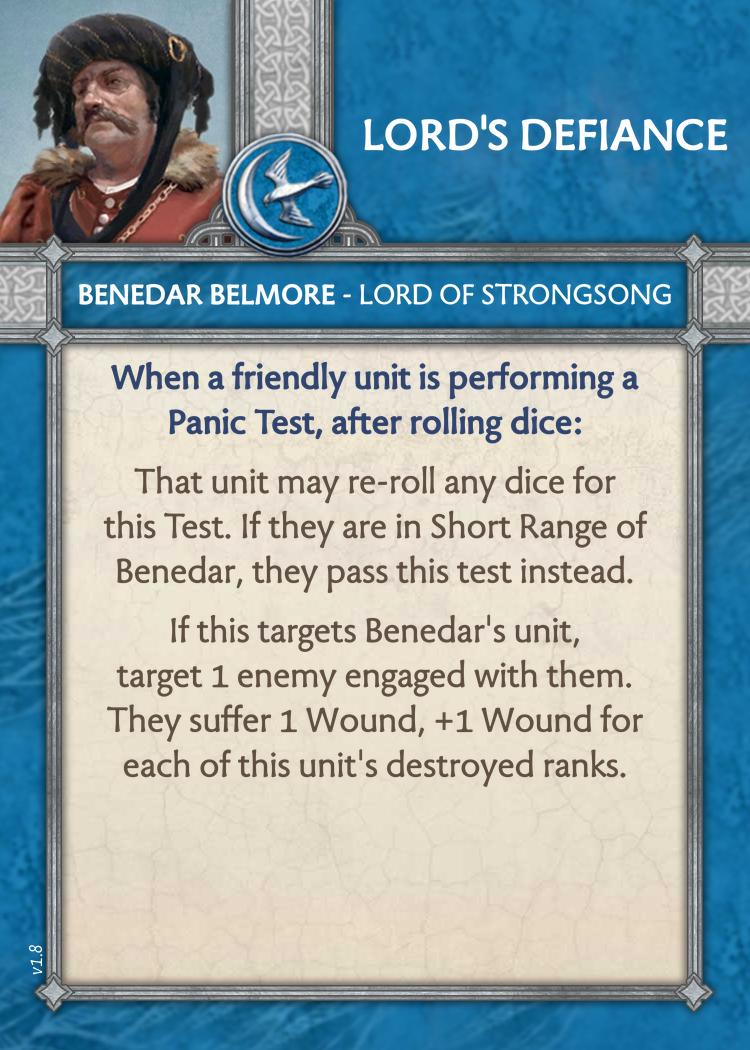 LORD'S DEFIANCE
BENEDAR BELMORE - LORD OF STRONGSONG
When a friendly unit is performing a
Panic Test, after rolling dice:
That unit may re-roll any dice for
this Test. If they are in Short Range of
Benedar, they pass this test instead.
If this targets Benedar's unit,
target 1 enemy engaged with them.
They suffer 1 Wound, +1 Wound for
each of this unit's destroyed ranks.
v1.8